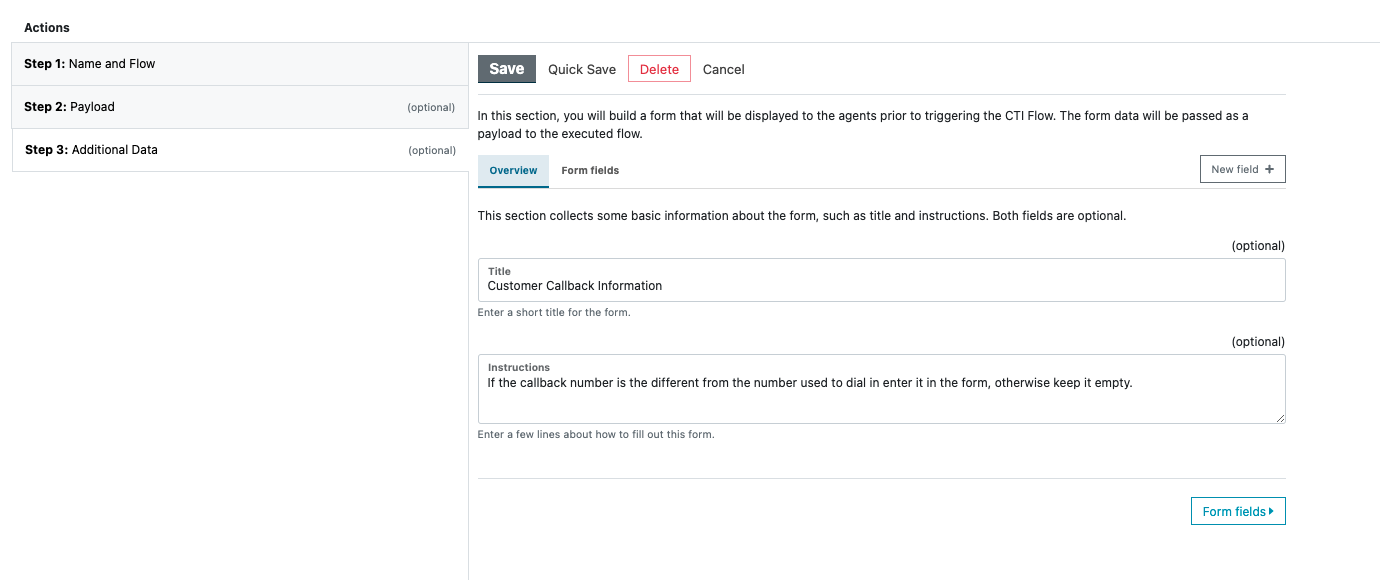 Actions
Step 1: Name and Flow
Step 2: Payload (optional)
Step 3: Additional Data (optional)
Save Quick Save Delete Cancel
In this section, you will build a form that will be displayed to the agents prior to triggering the CTI Flow. The form data will be passed as a
payload to the executed flow.
Overview Form fields New field +
This section collects some basic information about the form, such as title and instructions. Both fields are optional.
(optional)
Title
Customer Callback Information
Enter a short title for the form.
(optional)
Instructions
If the callback number is the different from the number used to dial in enter it in the form, otherwise keep it empty.
Enter a few lines about how to fill out this form.
Form fields